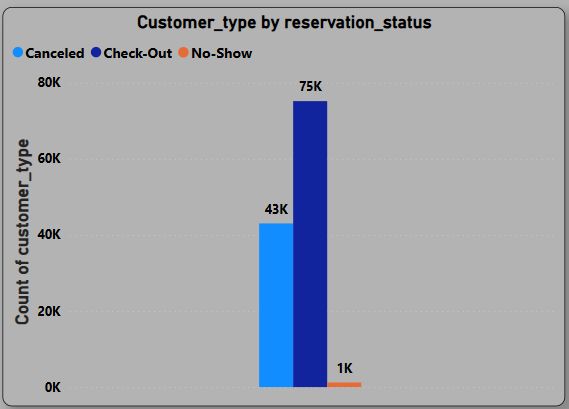 Customer_type by reservation_status
Canceled Check-Out No-Show
Count of customer_type
80K
60K
40K
20K
0K
75K
43K
1K